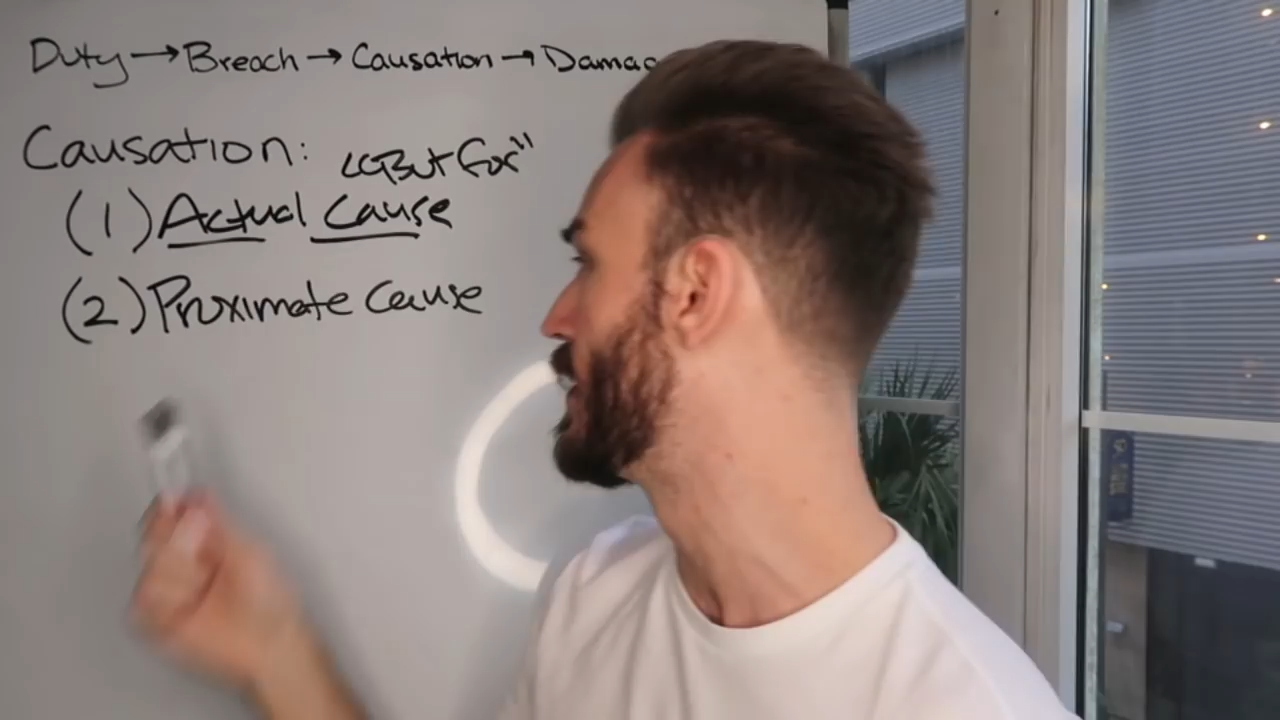 Duty → Breach → Causation → Damag
Causation:
"But for"
(1) Actual Cause
(2) Proximate Cause